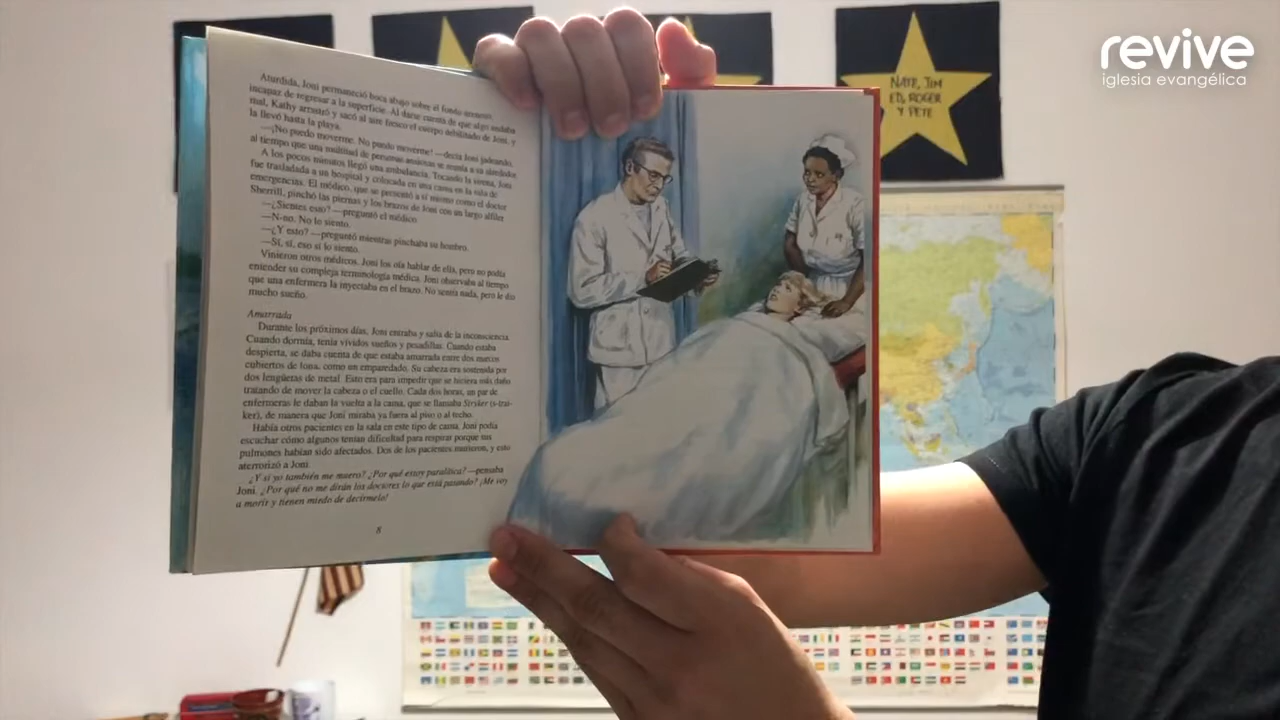 revive
iglesia evangélica
NATE, TIM
ED, ROGER
Y PETE
Aturdida, Joni permaneció boca abajo sobre el fondo arenoso,
incapaz de regresar a la superficie. Al darse cuenta de que algo andaba
mal, Kathy arrastró y sacó al aire fresco el cuerpo debilitado de Joni, y
la llevó hasta la playa.
—¡No puedo moverme. No puedo moverme! —decía Joni jadeando,
al tiempo que una multitud de personas ansiosas se reunía a su alrededor.
A los pocos minutos llegó una ambulancia. Tocando la sirena, Joni
fue trasladada a un hospital y colocada en una cama en la sala de
emergencias. El médico, que se presentó a sí mismo como el doctor
Sherrill, pinchó las piernas y los brazos de Joni con un largo alfiler.
—¿Sientes esto? —preguntó el médico.
—N-no. No lo siento.
—¿Y esto? —preguntó mientras pinchaba su hombro.
—Sí, sí, eso sí lo siento.
Vinieron otros médicos. Joni los oía hablar de ella, pero no podía
entender su compleja terminología médica. Joni observaba al tiempo
que una enfermera la inyectaba en el brazo. No sentía nada, pero le dio
mucho sueño.
Amarrada
Durante los próximos días, Joni entraba y salía de la inconsciencia.
Cuando dormía, tenía vívidos sueños y pesadillas. Cuando estaba
despierta, se daba cuenta de que estaba amarrada entre dos marcos
cubiertos de lona, como un emparedado. Su cabeza era sostenida por
dos lengüetas de metal. Esto era para impedir que se hiciera más daño
tratando de mover la cabeza o el cuello. Cada dos horas, un par de
enfermeras le daban la vuelta a la cama, que se llamaba Stryker (s-trai-
ker), de manera que Joni miraba ya fuera al piso o al techo.
Había otros pacientes en la sala en este tipo de cama. Joni podía
escuchar cómo algunos tenían dificultad para respirar porque sus
pulmones habían sido afectados. Dos de los pacientes murieron, y esto
aterrorizó a Joni.
¿Y si yo también me muero? ¿Por qué estoy paralítica? —pensaba
Joni. ¿Por qué no me dirán los doctores lo que está pasando? ¡Me voy
a morir y tienen miedo de decírmelo!
8